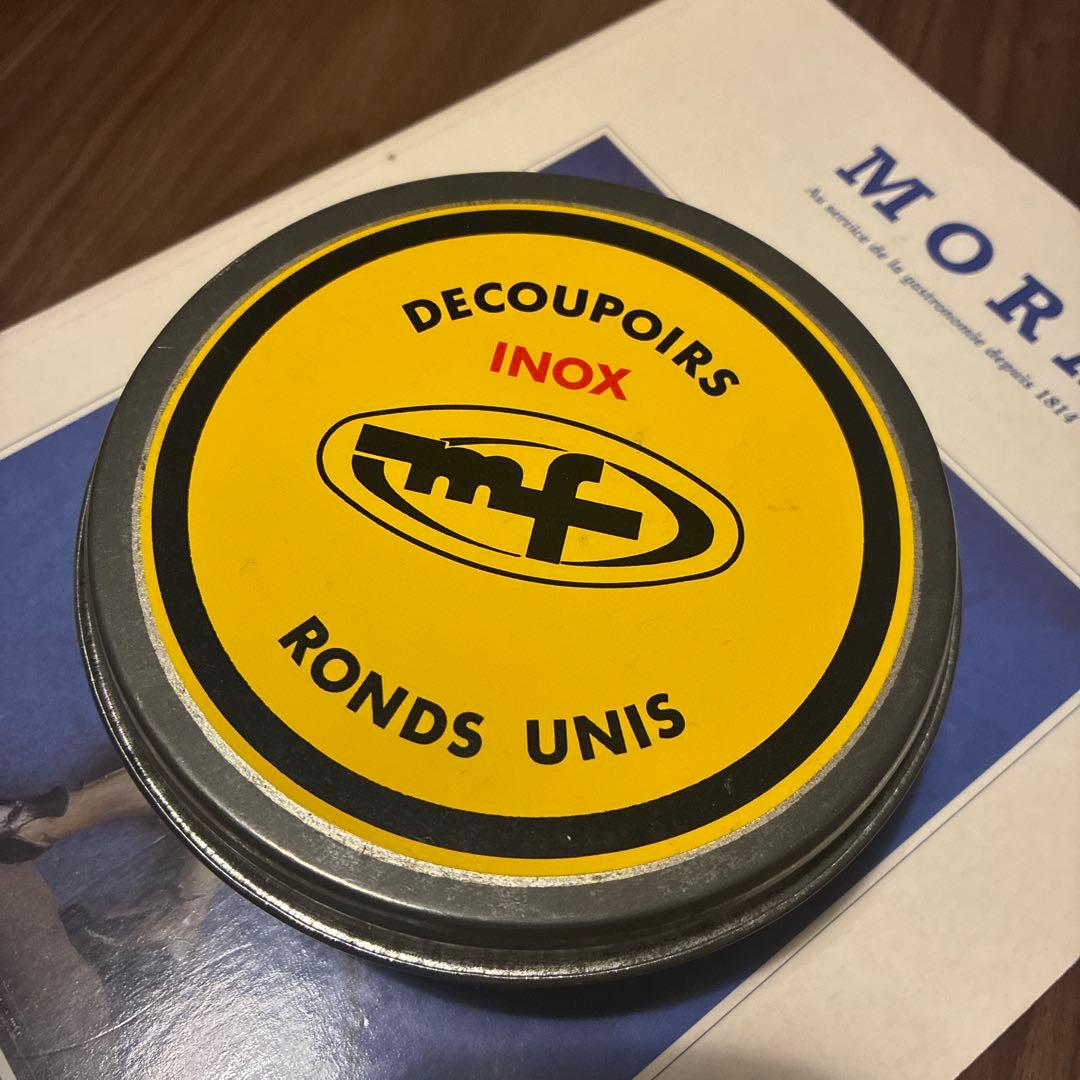 MORA
Au service de la gastronomie depuis 1814
DECOUPOIRS
INOX
mf
RONDS UNIS